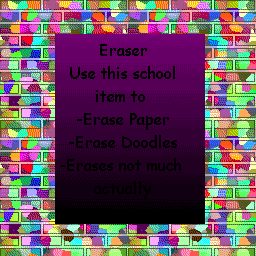 Eraser
Use this school
item to
-Erase Paper
-Erase Doodles
-Erases not much
actually